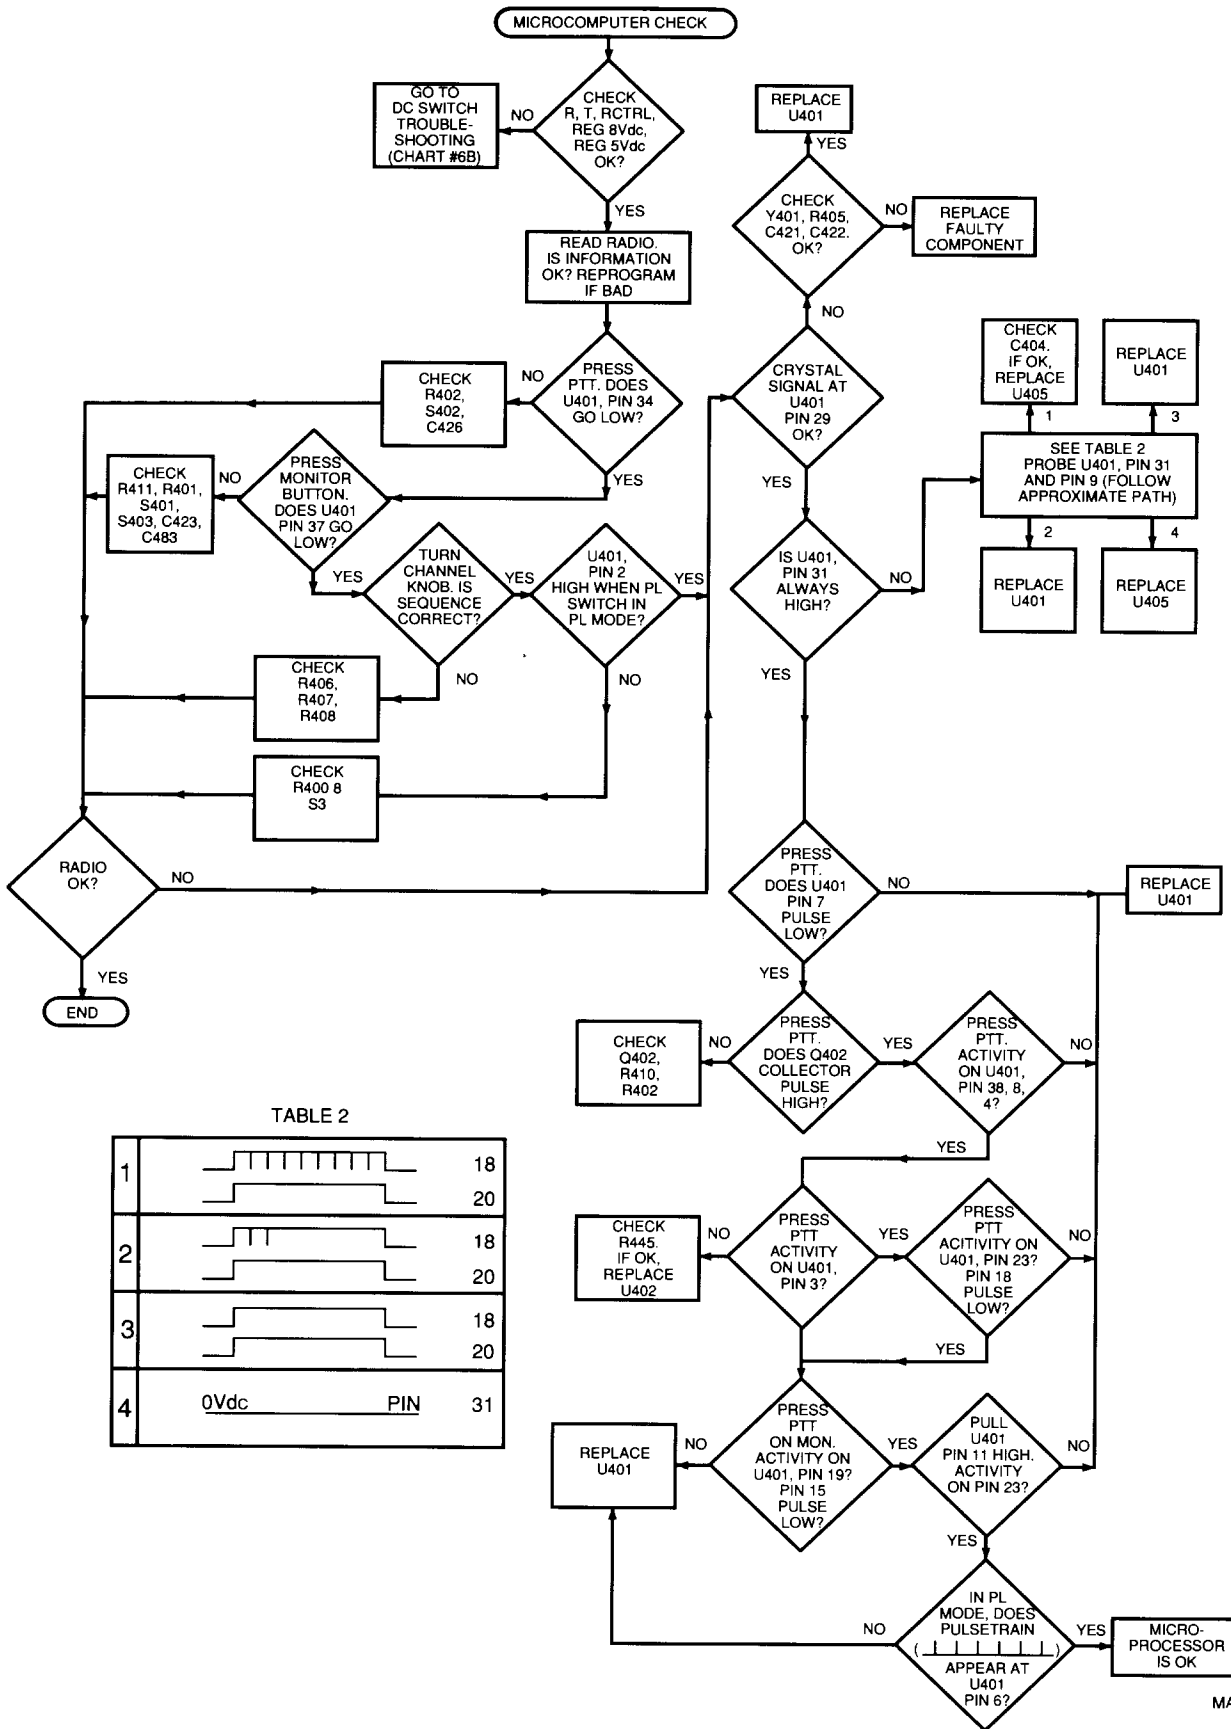 MICROCOMPUTER CHECK
CHECK
R, T, RCTRL,
REG 8Vdc,
REG 5Vdc
OK?
NO
GO TO
DC SWITCH
TROUBLE-
SHOOTING
(CHART #6B)
YES
READ RADIO.
IS INFORMATION
OK? REPROGRAM
IF BAD
PRESS
PTT. DOES
U401, PIN 34
GO LOW?
NO
CHECK
R402,
S402,
C426
YES
PRESS
MONITOR
BUTTON.
DOES U401
PIN 37 GO
LOW?
NO
CHECK
R411, R401,
S401,
S403, C423,
C483
YES
TURN
CHANNEL
KNOB. IS
SEQUENCE
CORRECT?
YES
NO
CHECK
R406,
R407,
R408
U401,
PIN 2
HIGH WHEN PL
SWITCH IN
PL MODE?
YES
NO
CHECK
R400 8
S3
RADIO
OK?
NO
YES
END
REPLACE
U401
YES
CHECK
Y401, R405,
C421, C422.
OK?
NO
REPLACE
FAULTY
COMPONENT
NO
CRYSTAL
SIGNAL AT
U401
PIN 29
OK?
YES
IS U401,
PIN 31
ALWAYS
HIGH?
NO
YES
CHECK
C404.
IF OK,
REPLACE
U405
1
REPLACE
U401
3
SEE TABLE 2
PROBE U401, PIN 31
AND PIN 9 (FOLLOW
APPROXIMATE PATH)
2
REPLACE
U401
4
REPLACE
U405
PRESS
PTT.
DOES U401
PIN 7
PULSE
LOW?
NO
REPLACE
U401
YES
PRESS
PTT.
DOES Q402
COLLECTOR
PULSE
HIGH?
NO
CHECK
Q402,
R410,
R402
YES
PRESS
PTT.
ACTIVITY
ON U401,
PIN 38, 8,
4?
NO
YES
PRESS
PTT
ACTIVITY
ON U401,
PIN 3?
NO
CHECK
R445.
IF OK,
REPLACE
U402
YES
PRESS
PTT
ACITIVITY ON
U401, PIN 23?
PIN 18
PULSE
LOW?
NO
YES
PRESS
PTT
ON MON.
ACTIVITY ON
U401, PIN 19?
PIN 15
PULSE
LOW?
NO
REPLACE
U401
YES
PULL
U401
PIN 11 HIGH.
ACTIVITY
ON PIN 23?
NO
YES
IN PL
MODE, DOES
PULSETRAIN
( )
APPEAR AT
U401
PIN 6?
NO
YES
MICRO-
PROCESSOR
IS OK
TABLE 2
1 18
20
2 18
20
3 18
20
4 0Vdc PIN 31